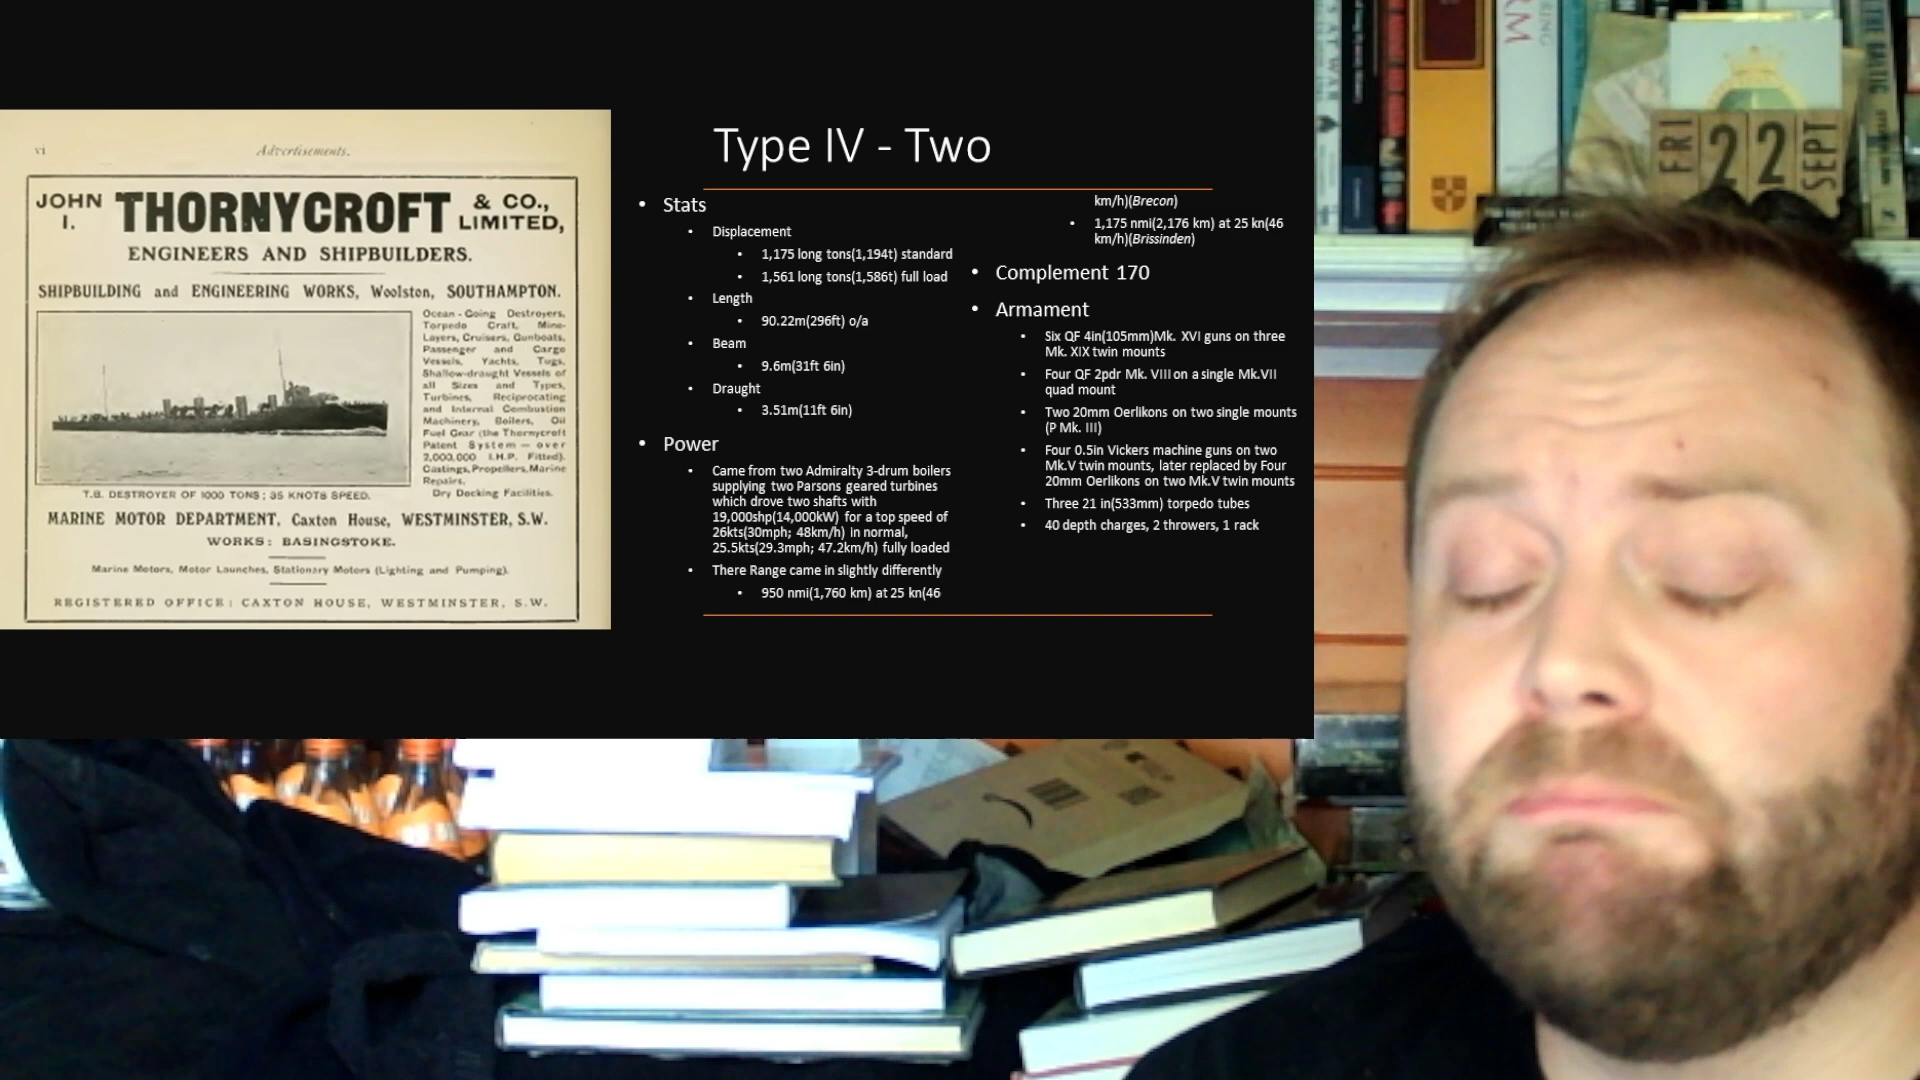 vi
Advertisements.
JOHN I. THORNYCROFT & CO., LIMITED,
ENGINEERS AND SHIPBUILDERS.
SHIPBUILDING and ENGINEERING WORKS, Woolston, SOUTHAMPTON.
Ocean-Going Destroyers,
Torpedo Craft, Mine-
Layers, Cruisers, Gunboats,
Passenger and Cargo
Vessels, Yachts, Tugs,
Shallow-draught Vessels of
all Sizes and Types,
Turbines, Reciprocating
and Internal Combustion
Machinery, Boilers, Oil
Fuel Gear (the Thornycroft
Patent System — over
2,000,000 I.H.P. Fitted).
Castings, Propellers, Marine
Repairs.
Dry Docking Facilities.
T.B. DESTROYER OF 1000 TONS; 35 KNOTS SPEED.
MARINE MOTOR DEPARTMENT, Caxton House, WESTMINSTER, S.W.
WORKS: BASINGSTOKE.
Marine Motors, Motor Launches, Stationary Motors (Lighting and Pumping).
REGISTERED OFFICE: CAXTON HOUSE, WESTMINSTER, S.W.
Type IV - Two
• Stats
• Displacement
• 1,175 long tons(1,194t) standard
• 1,561 long tons(1,586t) full load
• Length
• 90.22m(296ft) o/a
• Beam
• 9.6m(31ft 6in)
• Draught
• 3.51m(11ft 6in)
• Power
• Came from two Admiralty 3-drum boilers
supplying two Parsons geared turbines
which drove two shafts with
19,000shp(14,000kW) for a top speed of
26kts(30mph; 48km/h) in normal,
25.5kts(29.3mph; 47.2km/h) fully loaded
• There Range came in slightly differently
• 950 nmi(1,760 km) at 25 kn(46
km/h)(Brecon)
• 1,175 nmi(2,176 km) at 25 kn(46
km/h)(Brissinden)
• Complement 170
• Armament
• Six QF 4in(105mm)Mk. XVI guns on three
Mk. XIX twin mounts
• Four QF 2pdr Mk. VIII on a single Mk.VII
quad mount
• Two 20mm Oerlikons on two single mounts
(P Mk. III)
• Four 0.5in Vickers machine guns on two
Mk.V twin mounts, later replaced by Four
20mm Oerlikons on two Mk.V twin mounts
• Three 21 in(533mm) torpedo tubes
• 40 depth charges, 2 throwers, 1 rack
AT WAR
RM
RING
BALTIC
FRI 22 SEPT